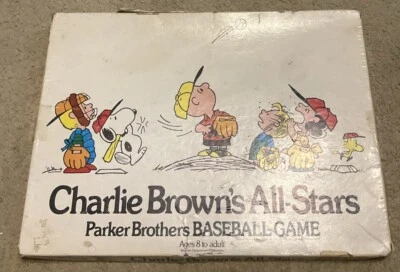 Charlie Brown's All-Stars
Parker Brothers BASEBALL GAME
Ages 8 to adult